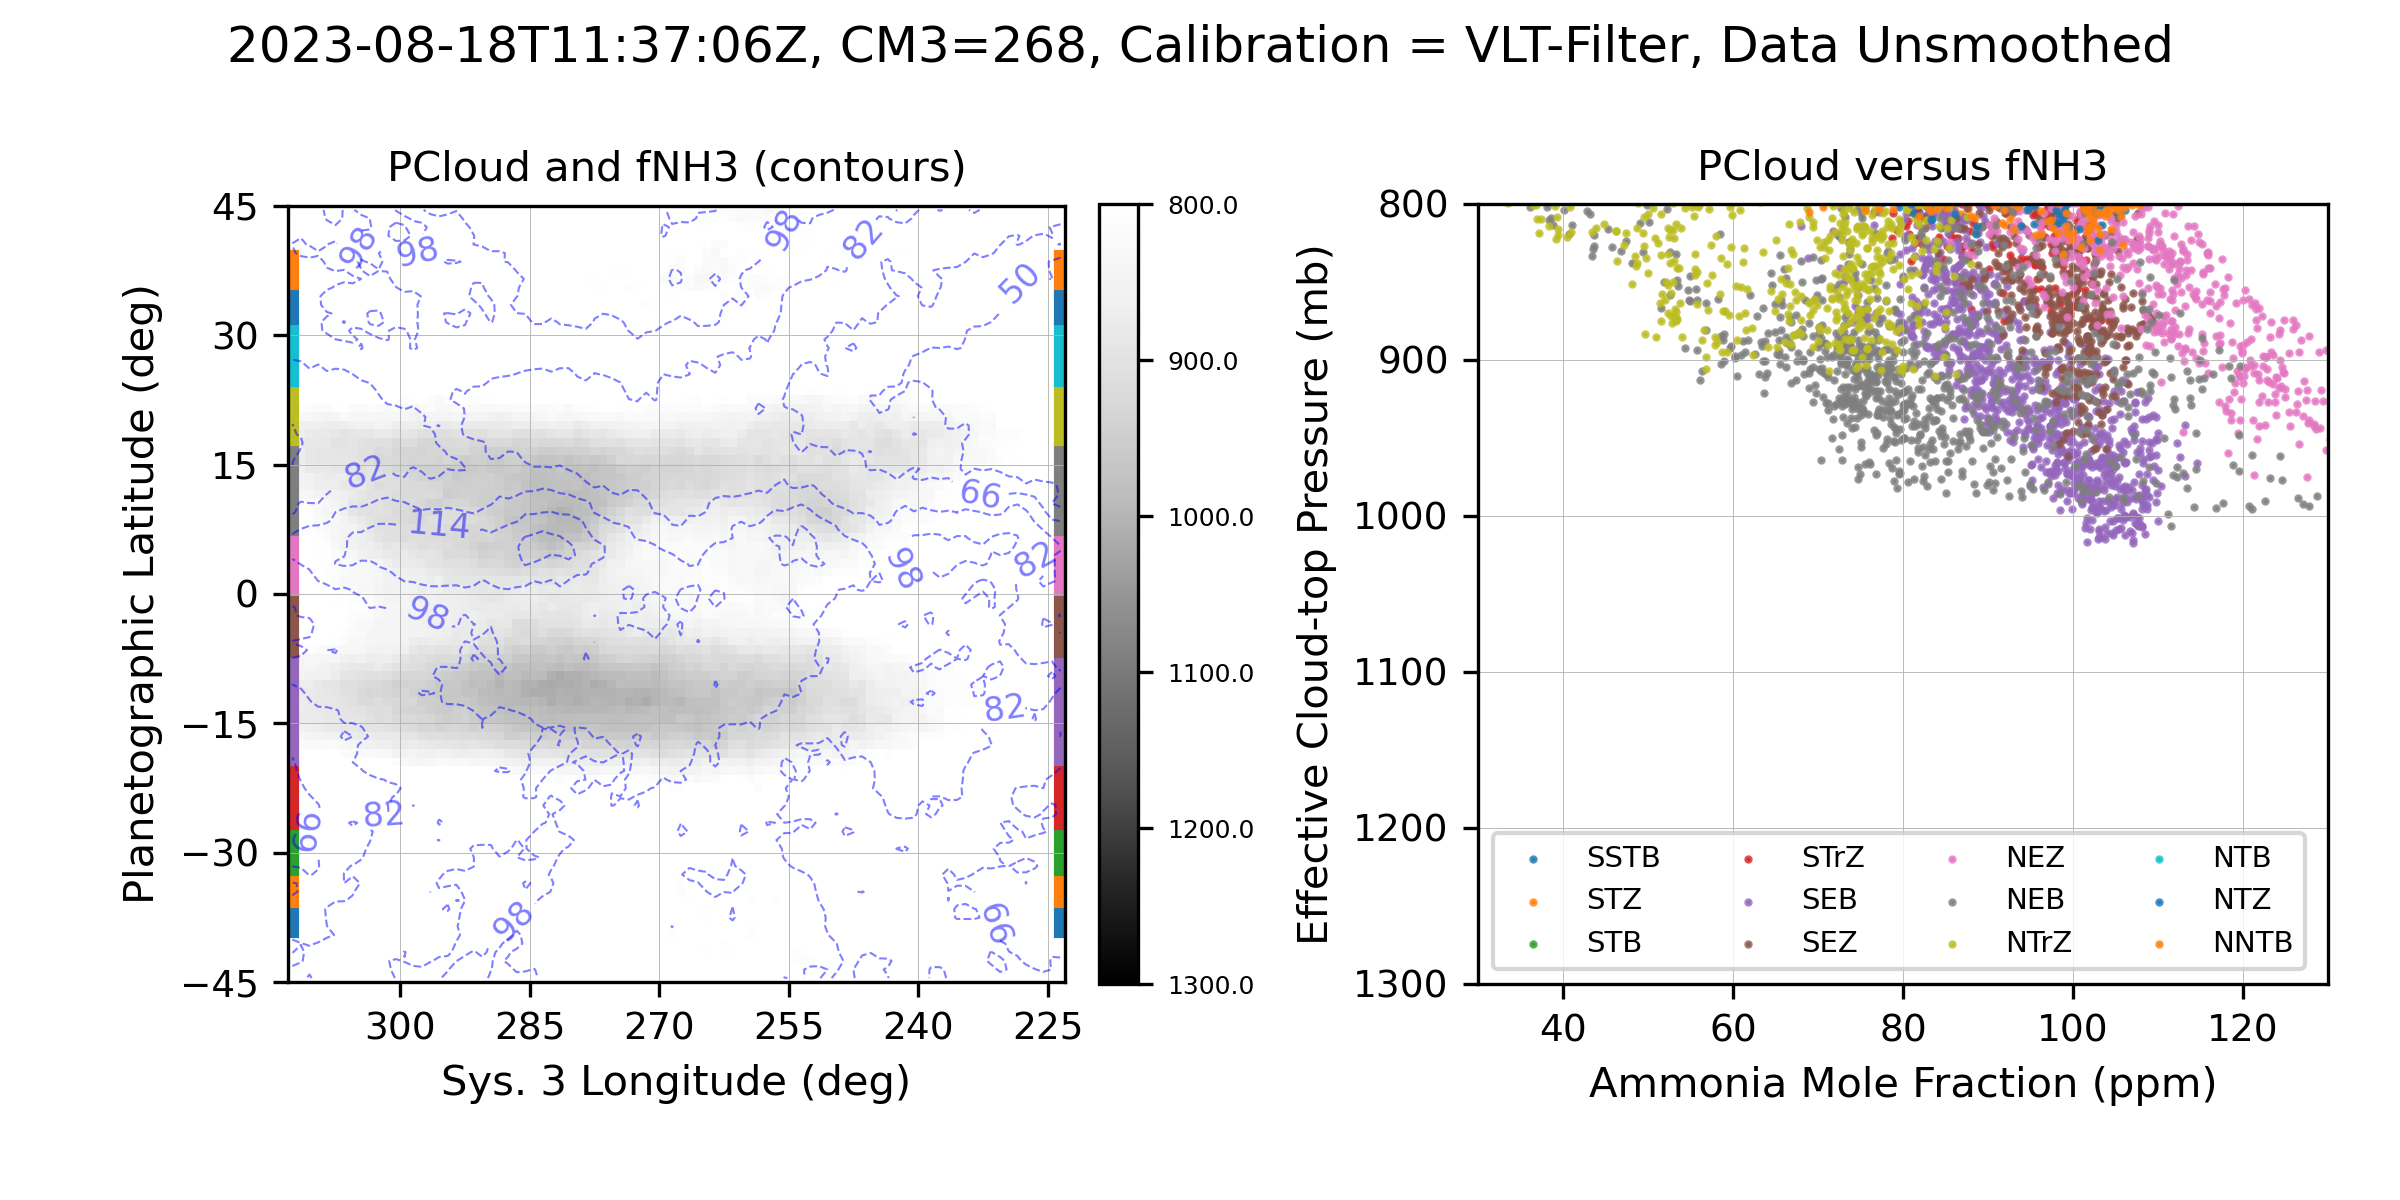 2023-08-18T11:37:06Z, CM3=268, Calibration = VLT-Filter, Data Unsmoothed
PCloud and fNH3 (contours)
45
30
15
0
−15
−30
−45
Planetographic Latitude (deg)
98
98
98
82
50
82
66
114
98
82
98
82
82
66
98
66
300
285
270
255
240
225
Sys. 3 Longitude (deg)
800.0
900.0
1000.0
1100.0
1200.0
1300.0
PCloud versus fNH3
800
900
1000
1100
1200
1300
Effective Cloud-top Pressure (mb)
SSTB
STZ
STB
STrZ
SEB
SEZ
NEZ
NEB
NTrZ
NTB
NTZ
NNTB
40
60
80
100
120
Ammonia Mole Fraction (ppm)